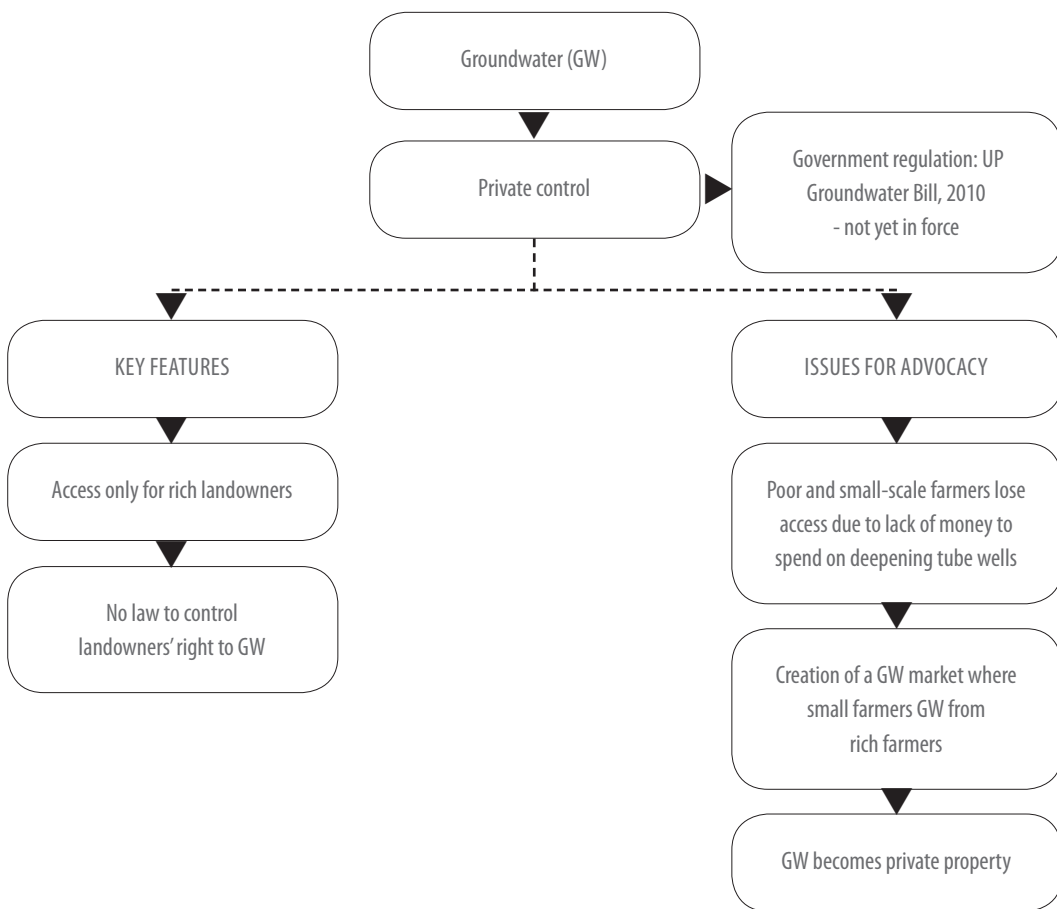 Groundwater (GW)
Private control
Government regulation: UP
Groundwater Bill, 2010
- not yet in force
KEY FEATURES
Access only for rich landowners
No law to control
landowners’ right to GW
ISSUES FOR ADVOCACY
Poor and small-scale farmers lose
access due to lack of money to
spend on deepening tube wells
Creation of a GW market where
small farmers GW from
rich farmers
GW becomes private property